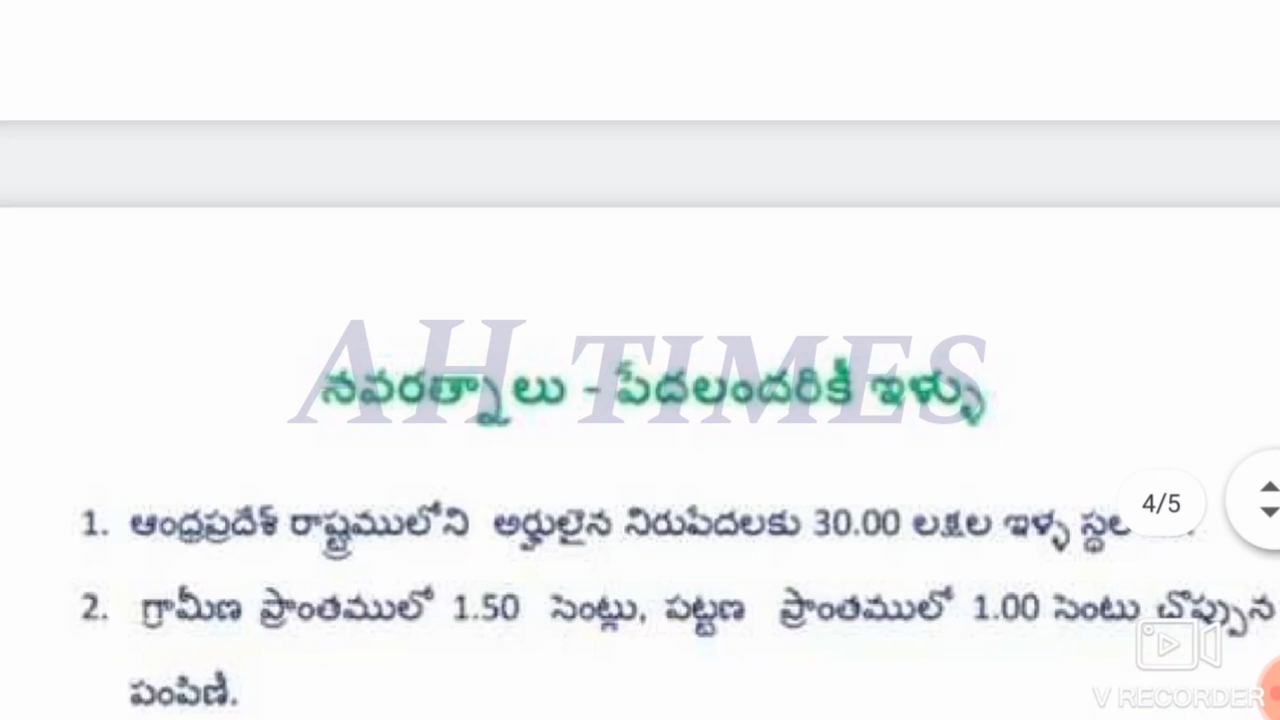 AH TIMES
నవరత్నాలు - పేదలందరికీ ఇళ్ళు
4/5
1. ఆంధ్రప్రదేశ్ రాష్ట్రములోని అర్హులైన నిరుపేదలకు 30.00 లక్షల ఇళ్ళ స్థల
2. గ్రామీణ ప్రాంతములో 1.50 సెంట్లు, పట్టణ ప్రాంతములో 1.00 సెంటు చొప్పున
పంపిణీ.
V RECORDER